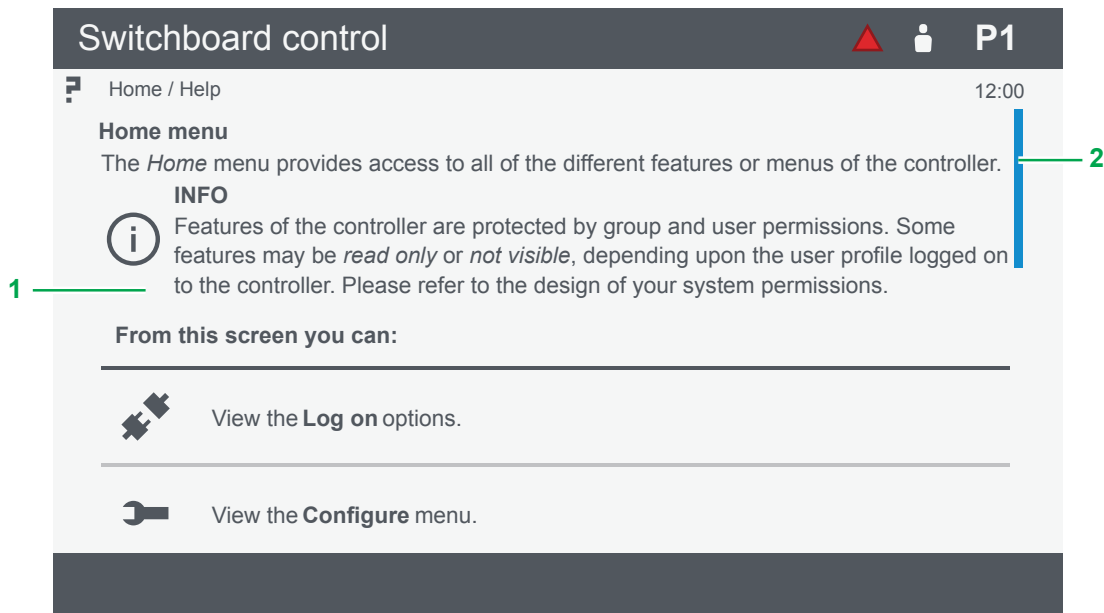 Switchboard control P1
Home / Help 12:00
Home menu
The Home menu provides access to all of the different features or menus of the controller.
2
INFO
Features of the controller are protected by group and user permissions. Some
features may be read only or not visible, depending upon the user profile logged on
1
to the controller. Please refer to the design of your system permissions.
From this screen you can:
View the Log on options.
View the Configure menu.